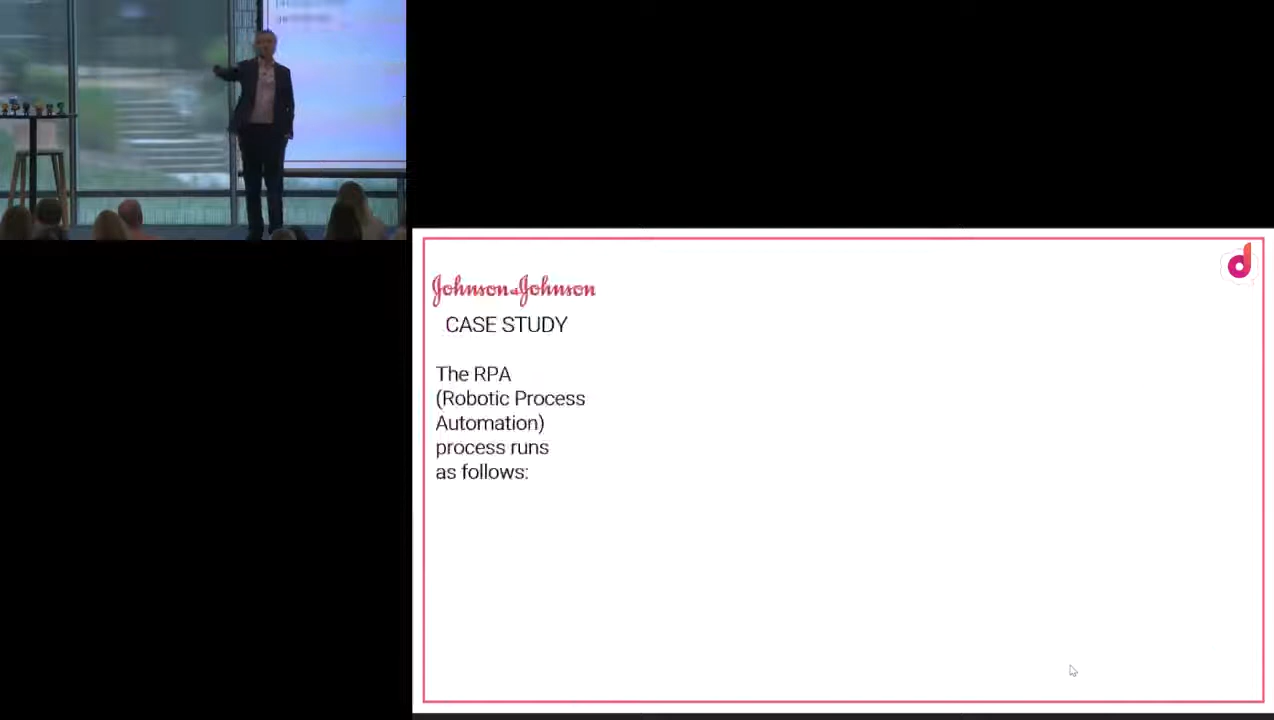 Johnson & Johnson
CASE STUDY
The RPA
(Robotic Process
Automation)
process runs
as follows: